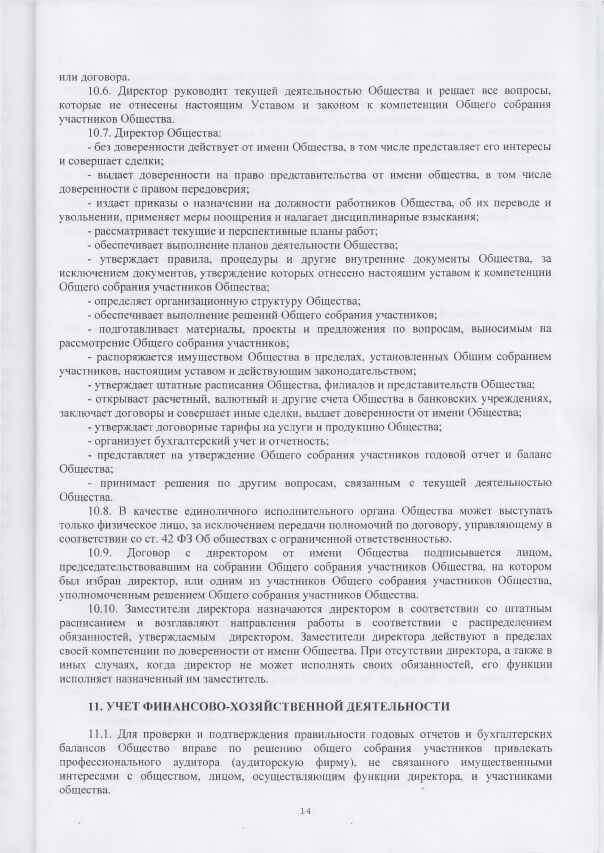 или договора.
10.6. Директор руководит текущей деятельностью Общества и решает все вопросы,
которые не отнесены настоящим Уставом и законом к компетенции Общего собрания
участников Общества.
10.7. Директор Общества:
- без доверенности действует от имени Общества, в том числе представляет его интересы
и совершает сделки;
- выдает доверенности на право представительства от имени общества, в том числе
доверенности с правом передоверия;
- издает приказы о назначении на должности работников Общества, об их переводе и
увольнении, применяет меры поощрения и налагает дисциплинарные взыскания;
- рассматривает текущие и перспективные планы работ;
- обеспечивает выполнение планов деятельности Общества;
- утверждает правила, процедуры и другие внутренние документы Общества, за
исключением документов, утверждение которых отнесено настоящим уставом к компетенции
Общего собрания участников Общества;
- определяет организационную структуру Общества;
- обеспечивает выполнение решений Общего собрания участников;
- подготавливает материалы, проекты и предложения по вопросам, выносимым на
рассмотрение Общего собрания участников;
- распоряжается имуществом Общества в пределах, установленных Общим собранием
участников, настоящим уставом и действующим законодательством;
- утверждает штатные расписания Общества, филиалов и представительств Общества;
- открывает расчетный, валютный и другие счета Общества в банковских учреждениях,
заключает договоры и совершает иные сделки, выдает доверенности от имени Общества;
- утверждает договорные тарифы на услуги и продукцию Общества;
- организует бухгалтерский учет и отчетность;
- представляет на утверждение Общего собрания участников годовой отчет и баланс
Общества;
- принимает решения по другим вопросам, связанным с текущей деятельностью
Общества.
10.8. В качестве единоличного исполнительного органа Общества может выступать
только физическое лицо, за исключением передачи полномочий по договору, управляющему в
соответствии со ст. 42 ФЗ Об обществах с ограниченной ответственностью.
10.9. Договор с директором от имени Общества подписывается лицом,
председательствовавшим на собрании Общего собрания участников Общества, на котором
был избран директор, или одним из участников Общего собрания участников Общества,
уполномоченным решением Общего собрания участников Общества.
10.10. Заместители директора назначаются директором в соответствии со штатным
расписанием и возглавляют направления работы в соответствии с распределением
обязанностей, утверждаемым директором. Заместители директора действуют в пределах
своей компетенции по доверенности от имени Общества. При отсутствии директора, а также в
иных случаях, когда директор не может исполнять своих обязанностей, его функции
исполняет назначенный им заместитель.
11. УЧЕТ ФИНАНСОВО-ХОЗЯЙСТВЕННОЙ ДЕЯТЕЛЬНОСТИ
11.1. Для проверки и подтверждения правильности годовых отчетов и бухгалтерских
балансов Общество вправе по решению общего собрания участников привлекать
профессионального аудитора (аудиторскую фирму), не связанного имущественными
интересами с обществом, лицом, осуществляющим функции директора, и участниками
общества.
14